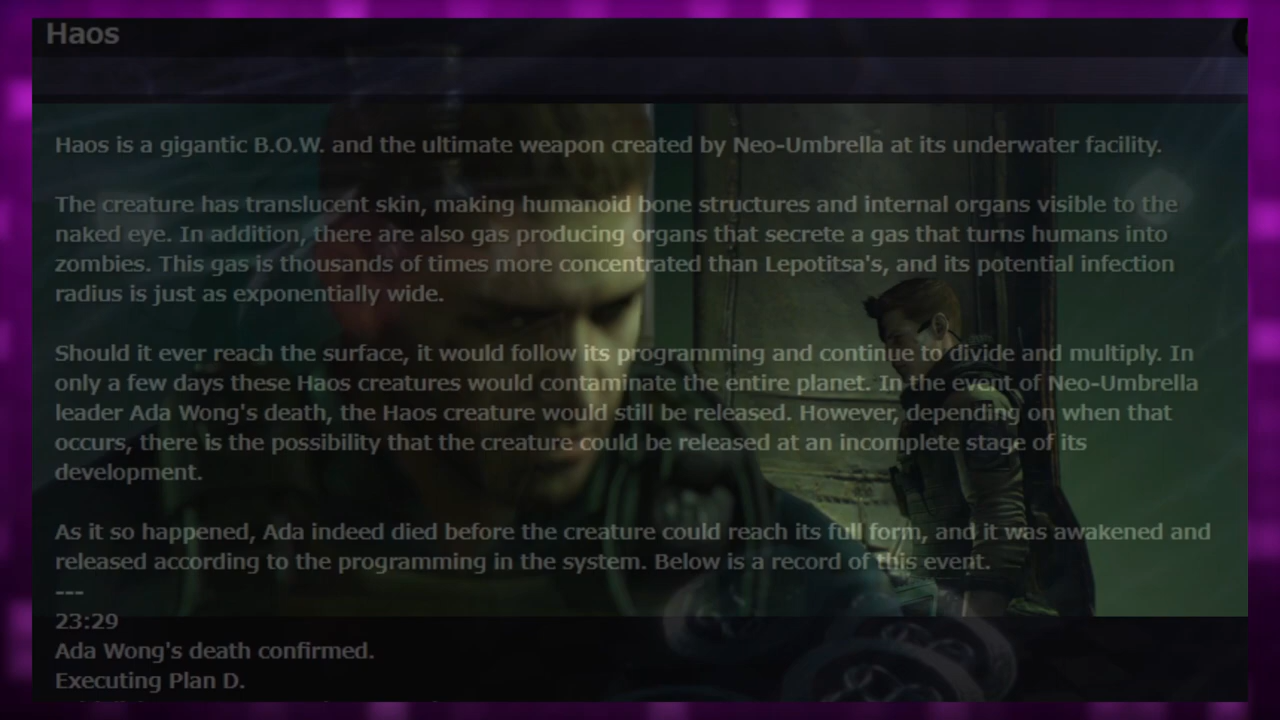 Haos
Haos is a gigantic B.O.W. and the ultimate weapon created by Neo-Umbrella at its underwater facility.
The creature has translucent skin, making humanoid bone structures and internal organs visible to the
naked eye. In addition, there are also gas producing organs that secrete a gas that turns humans into
zombies. This gas is thousands of times more concentrated than Lepotitsa's, and its potential infection
radius is just as exponentially wide.
Should it ever reach the surface, it would follow its programming and continue to divide and multiply. In
only a few days these Haos creatures would contaminate the entire planet. In the event of Neo-Umbrella
leader Ada Wong's death, the Haos creature would still be released. However, depending on when that
occurs, there is the possibility that the creature could be released at an incomplete stage of its
development.
As it so happened, Ada indeed died before the creature could reach its full form, and it was awakened and
released according to the programming in the system. Below is a record of this event.
---
23:29
Ada Wong's death confirmed.
Executing Plan D.